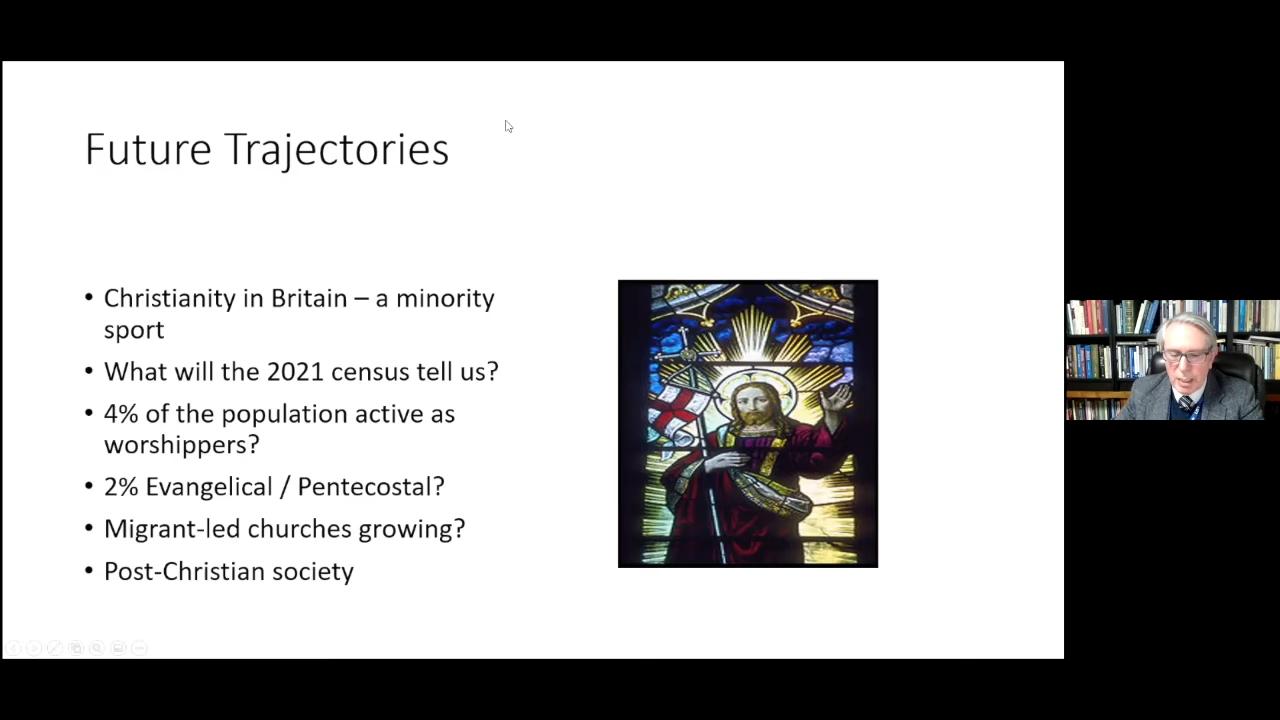 Future Trajectories
• Christianity in Britain – a minority
sport
• What will the 2021 census tell us?
• 4% of the population active as
worshippers?
• 2% Evangelical / Pentecostal?
• Migrant-led churches growing?
• Post-Christian society